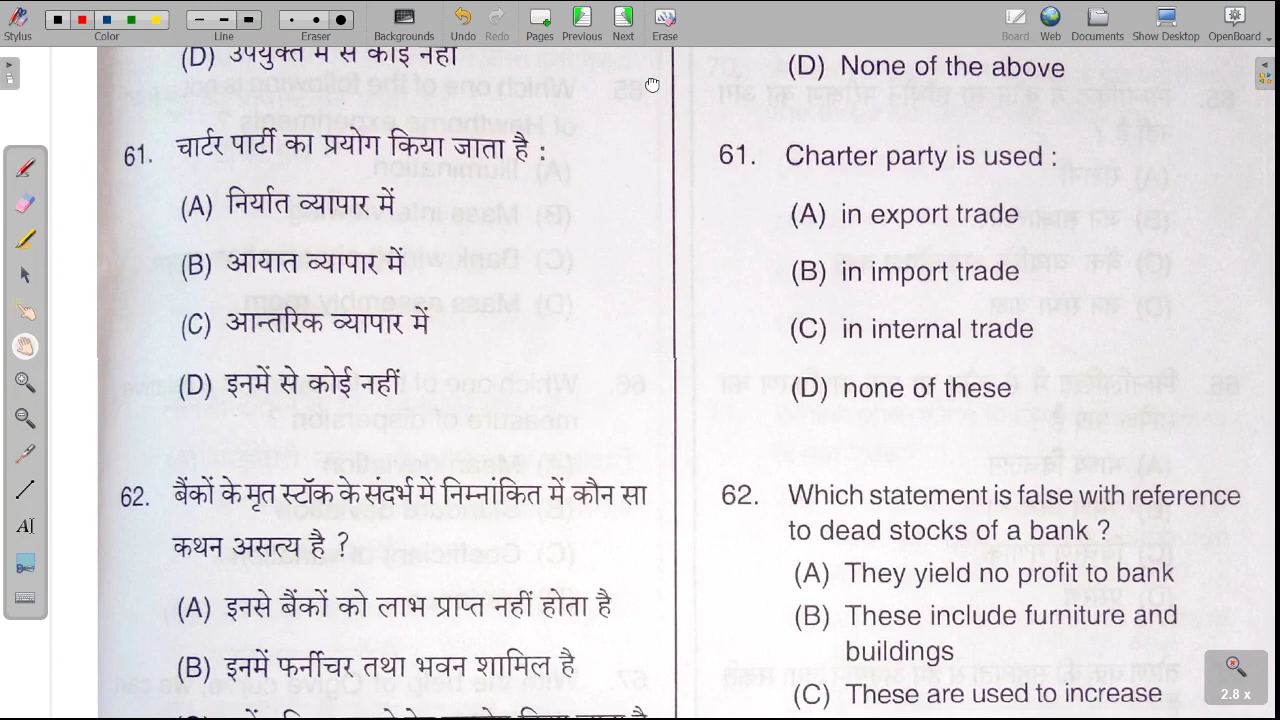 Stylus
Color
Line
Eraser
Backgrounds
Undo
Redo
Pages
Previous
Next
Erase
Board
Web
Documents
Show Desktop
OpenBoard
(D) उपर्युक्त में से कोई नहीं
61. चार्टर पार्टी का प्रयोग किया जाता है :
(A) निर्यात व्यापार में
(B) आयात व्यापार में
(C) आन्तरिक व्यापार में
(D) इनमें से कोई नहीं
62. बैंकों के मृत स्टॉक के संदर्भ में निम्नांकित में कौन सा
कथन असत्य है ?
(A) इनसे बैंकों को लाभ प्राप्त नहीं होता है
(B) इनमें फर्नीचर तथा भवन शामिल है
(D) None of the above
61. Charter party is used :
(A) in export trade
(B) in import trade
(C) in internal trade
(D) none of these
62. Which statement is false with reference
to dead stocks of a bank ?
(A) They yield no profit to bank
(B) These include furniture and
buildings
(C) These are used to increase
2.8 x